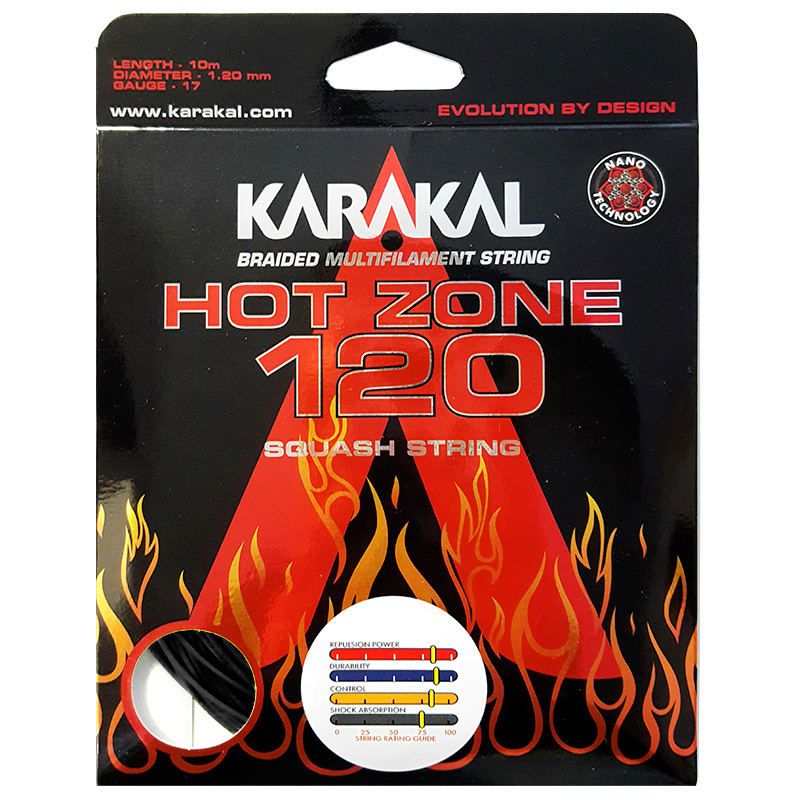 LENGTH - 10m
DIAMETER - 1.20 mm
GAUGE - 17
www.karakal.com
EVOLUTION BY DESIGN
NANO
TECHNOLOGY
KARAKAL
BRAIDED MULTIFILAMENT STRING
HOT ZONE
120
SQUASH STRING
REPULSION POWER
DURABILITY
CONTROL
SHOCK ABSORPTION
0 25 50 75 100
STRING RATING GUIDE